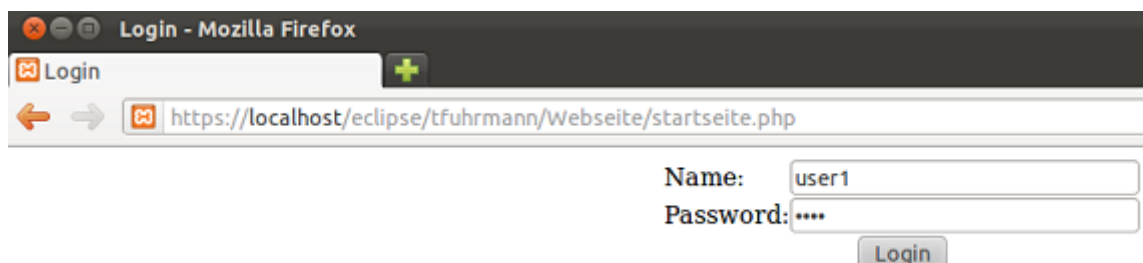 Login - Mozilla Firefox
Login
https://localhost/eclipse/tfuhrmann/Webseite/startseite.php
Name: user1
Password: ••••
Login